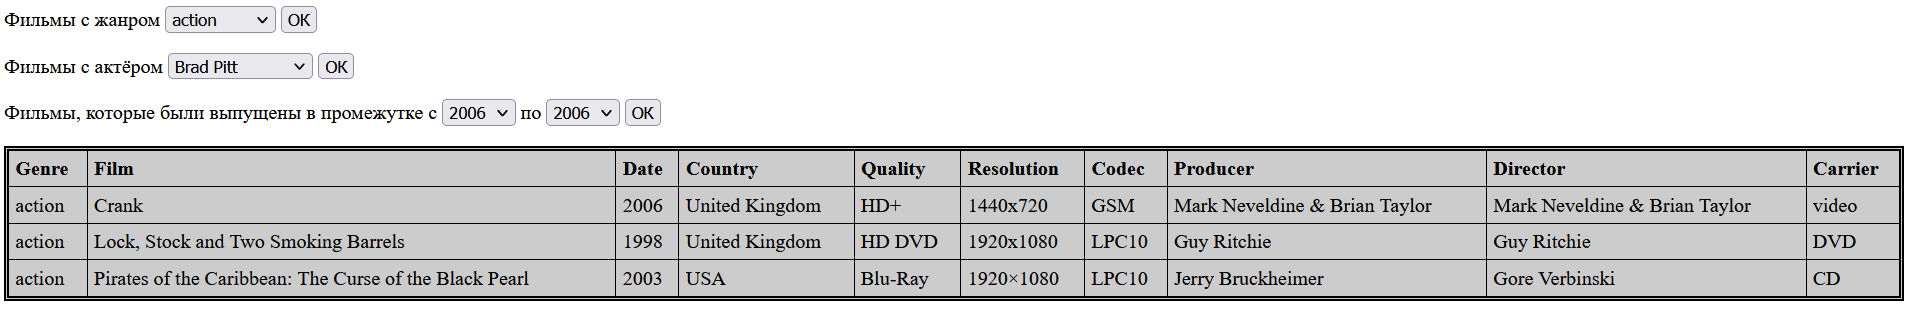 Фильмы с жанром action OK
Фильмы с актёром Brad Pitt OK
Фильмы, которые были выпущены в промежутке с 2006 по 2006 OK
Genre Film Date Country Quality Resolution Codec Producer Director Carrier
action Crank 2006 United Kingdom HD+ 1440x720 GSM Mark Neveldine & Brian Taylor Mark Neveldine & Brian Taylor video
action Lock, Stock and Two Smoking Barrels 1998 United Kingdom HD DVD 1920x1080 LPC10 Guy Ritchie Guy Ritchie DVD
action Pirates of the Caribbean: The Curse of the Black Pearl 2003 USA Blu-Ray 1920×1080 LPC10 Jerry Bruckheimer Gore Verbinski CD